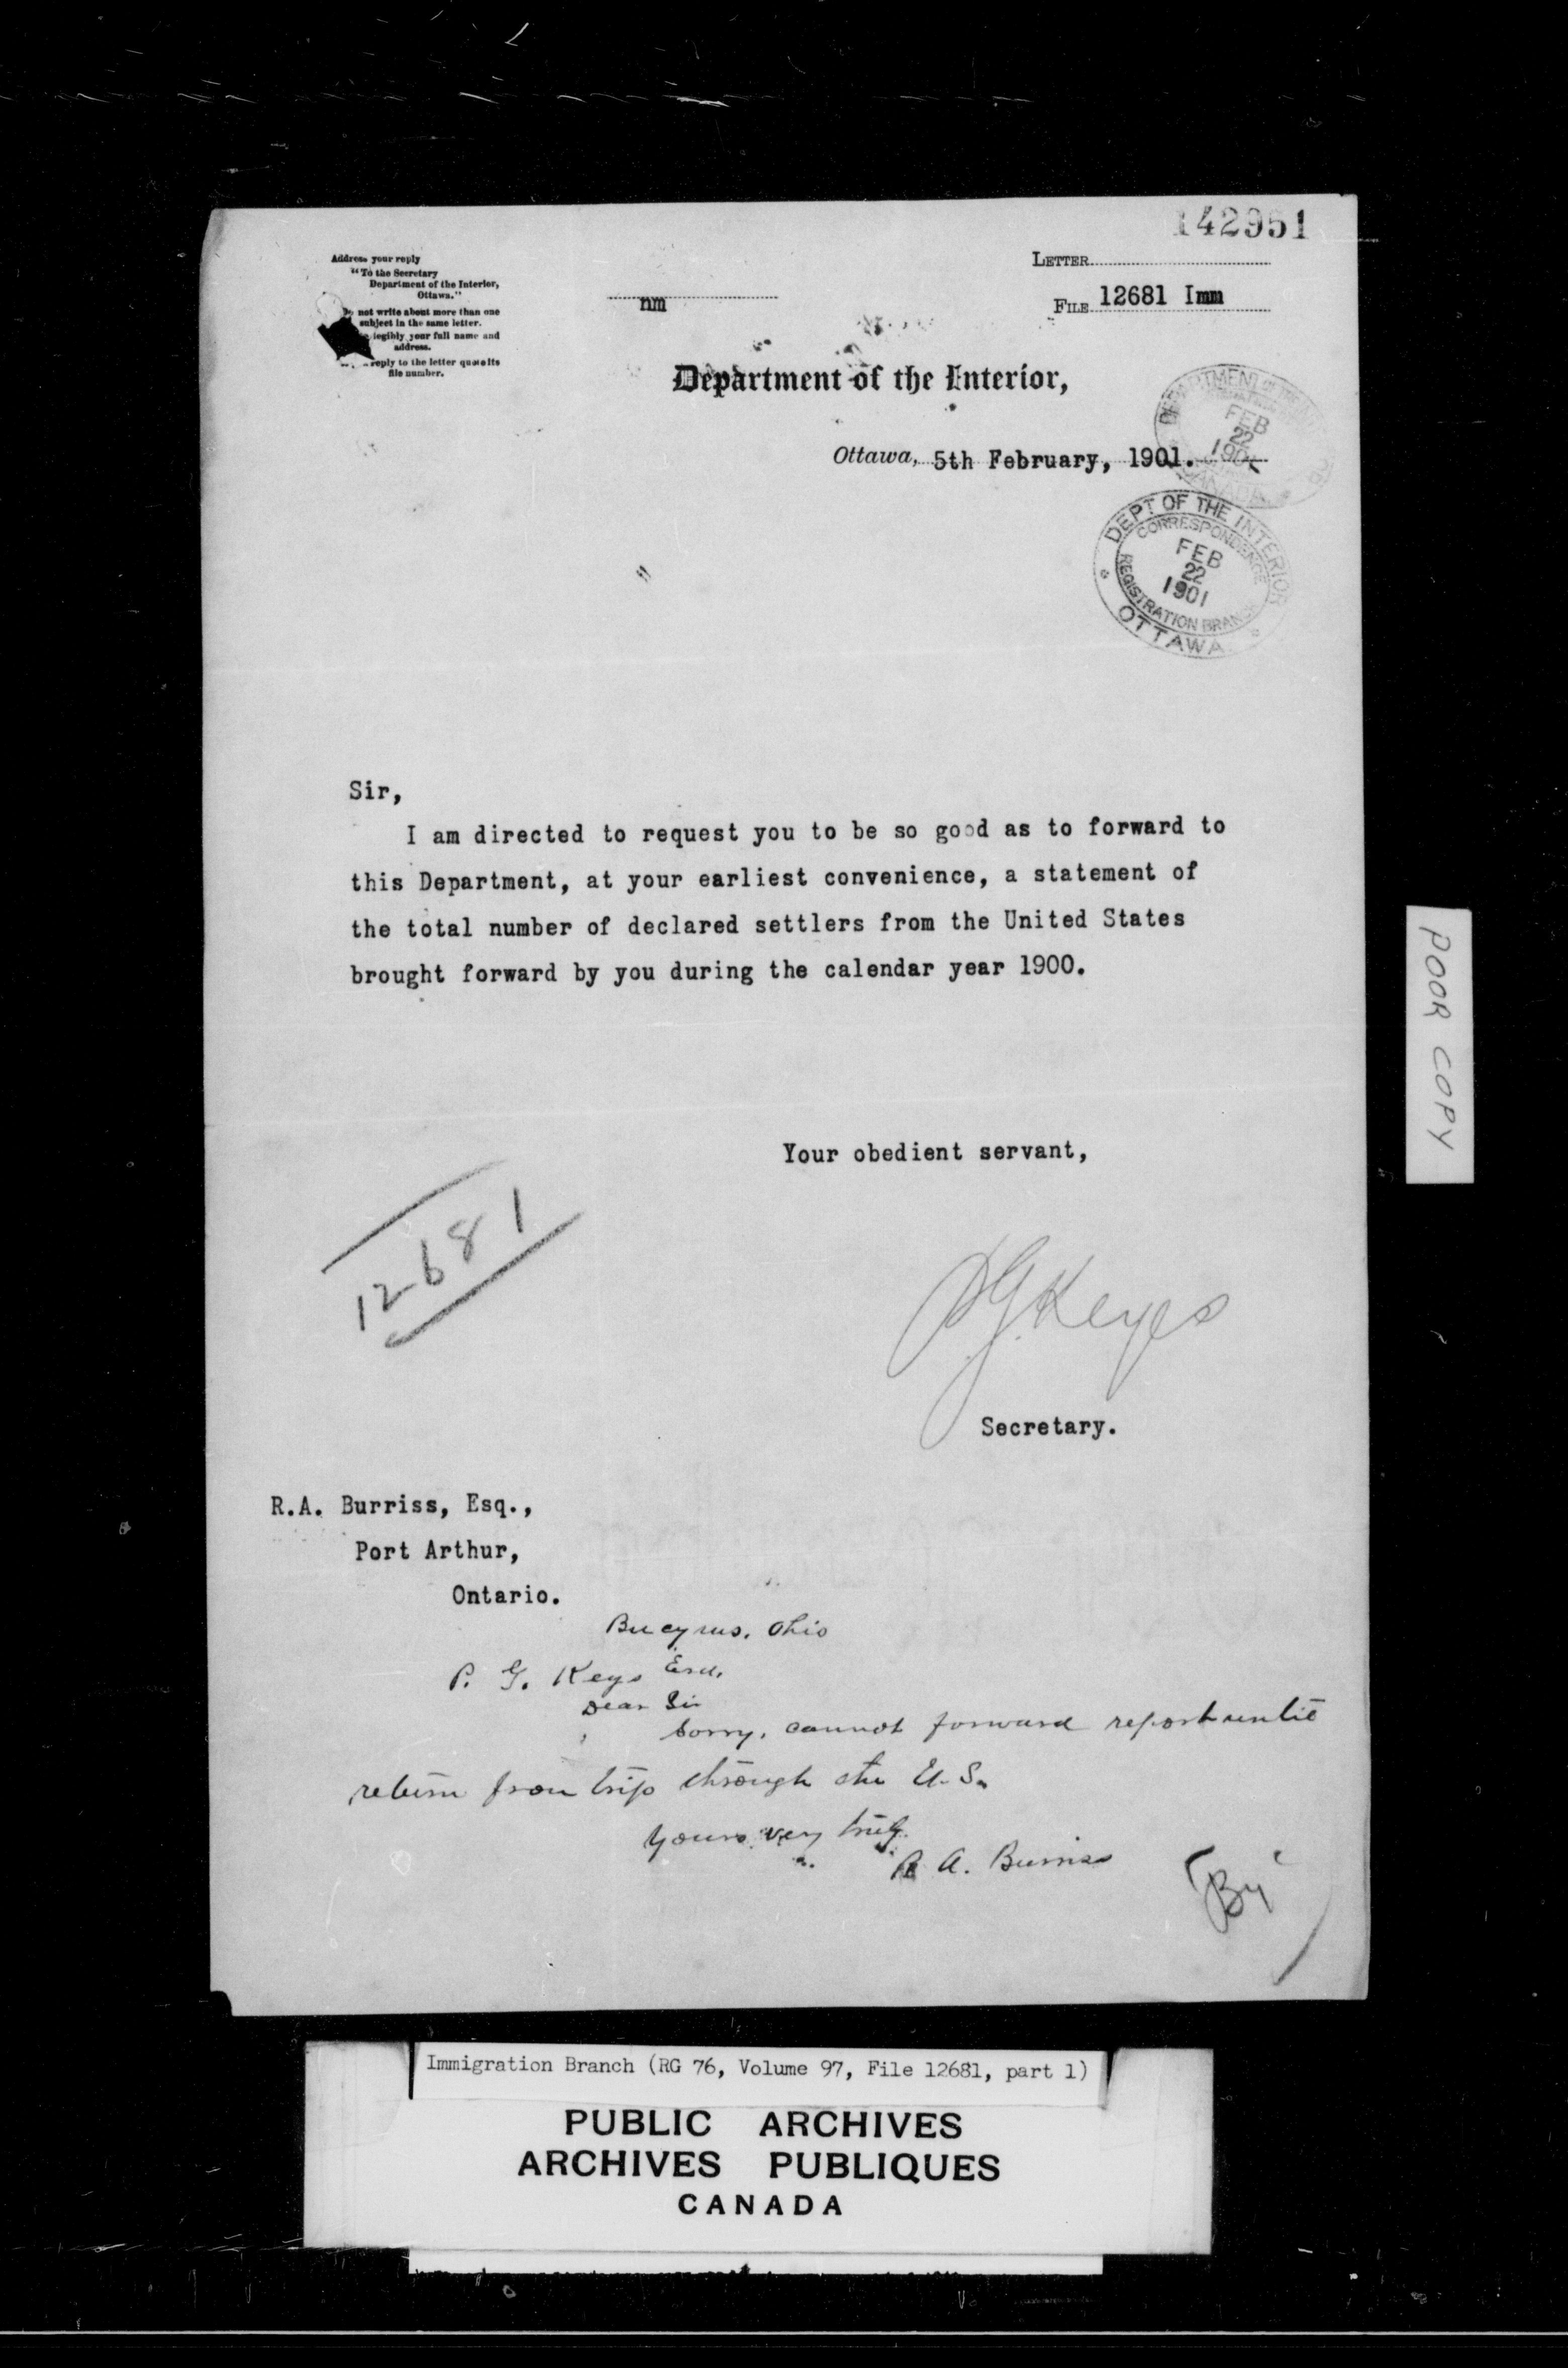 142951
Address your reply
"To the Secretary
Department of the Interior,
Ottawa."
not write about more than one
subject in the same letter.
legibly your full name and
address.
reply to the letter quote its
file number.
nm
LETTER
FILE 12681 Imm
Department of the Interior,
Ottawa, 5th February, 1901.
DEPARTMENT OF THE
FEB
22
1901
CANADA
DEPT OF THE INTERIOR
CORRESPONDENCE
FEB
22
1901
REGISTRATION BRANCH
OTTAWA
Sir,
I am directed to request you to be so good as to forward to
this Department, at your earliest convenience, a statement of
the total number of declared settlers from the United States
brought forward by you during the calendar year 1900.
Your obedient servant,
12681
P.G. Keyes
Secretary.
R.A. Burriss, Esq.,
Port Arthur,
Ontario.
Bucyrus, Ohio
P. G. Keys Esq.
Dear Sir
Sorry, cannot forward report until
return from trip through the U.S.
Yours very truly
R A. Burriss
By
POOR COPY
Immigration Branch (RG 76, Volume 97, File 12681, part 1)
PUBLIC ARCHIVES
ARCHIVES PUBLIQUES
CANADA